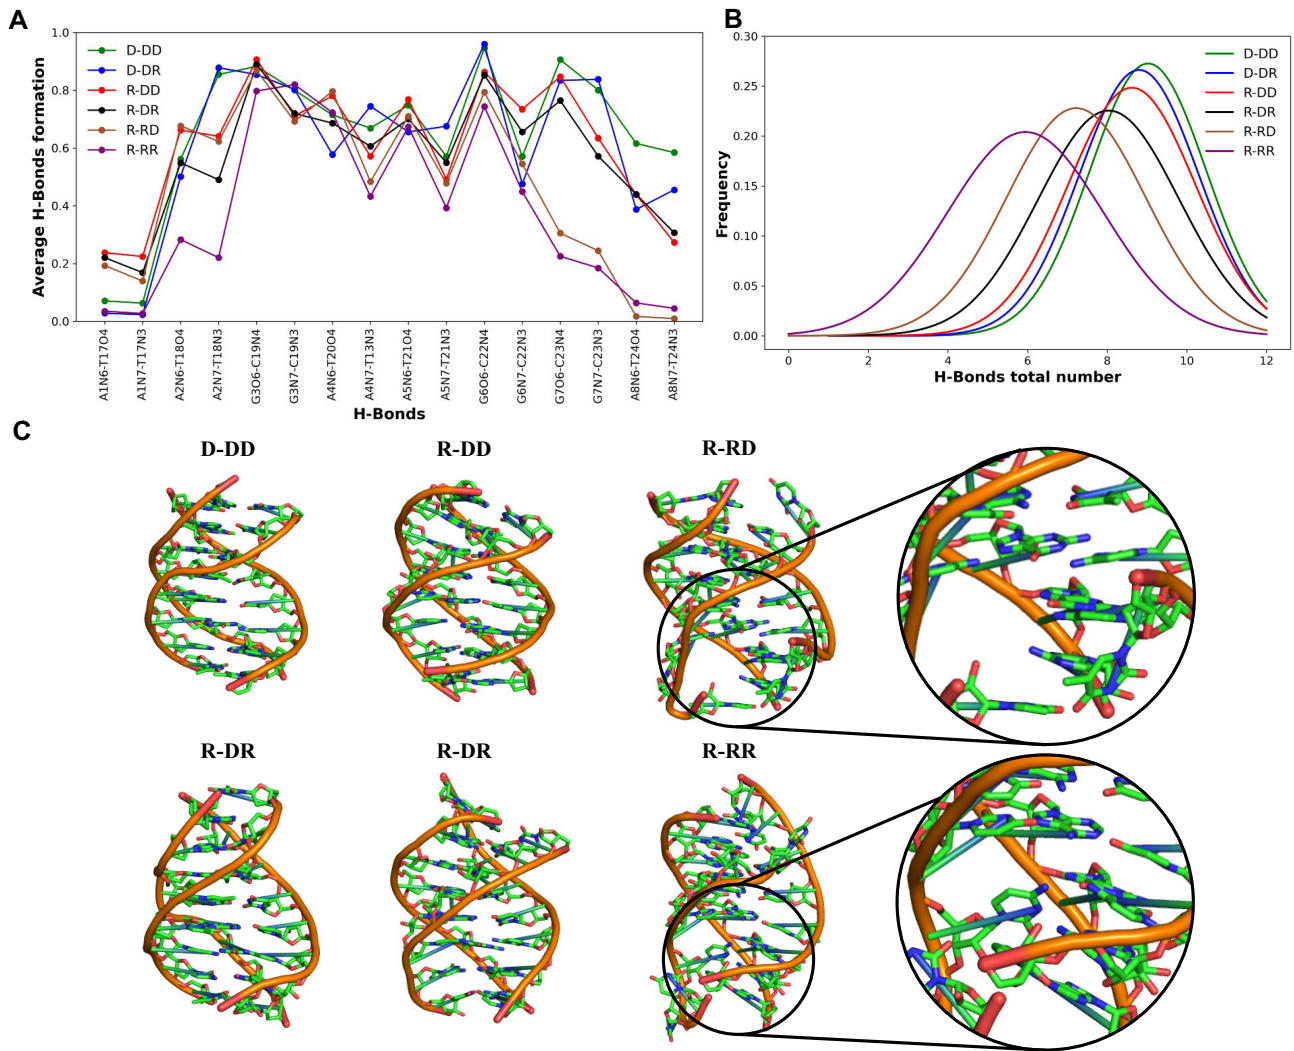 A
B
1.0
0.8
0.6
0.4
0.2
0.0
Average H-Bonds formation
D-DD
D-DR
R-DD
R-DR
R-RD
R-RR
A1N6-T17O4
A1N7-T17N3
A2N6-T18O4
A2N7-T18N3
G3O6-C19N4
G3N7-C19N3
A4N6-T20O4
A4N7-T13N3
A5N6-T21O4
A5N7-T21N3
G6O6-C22N4
G6N7-C22N3
G7O6-C23N4
G7N7-C23N3
A8N6-T24O4
A8N7-T24N3
H-Bonds
0.30
0.25
0.20
0.15
0.10
0.05
0.00
Frequency
D-DD
D-DR
R-DD
R-DR
R-RD
R-RR
0 2 4 6 8 10 12
H-Bonds total number
C
D-DD R-DD R-RD
R-DR R-DR R-RR